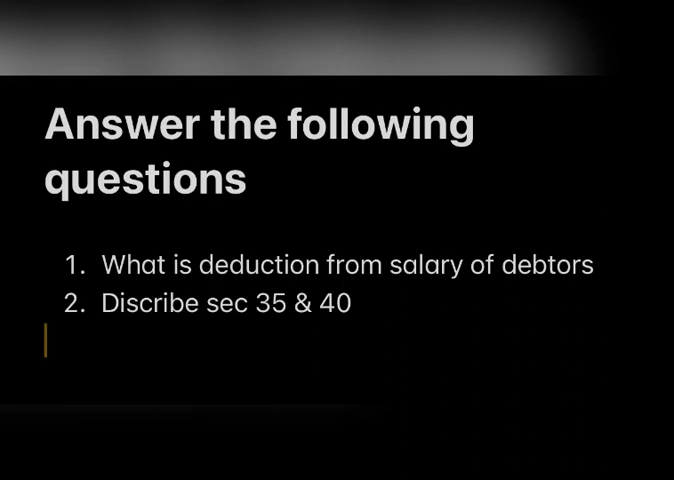 Answer the following
questions
1. What is deduction from salary of debtors
2. Discribe sec 35 & 40